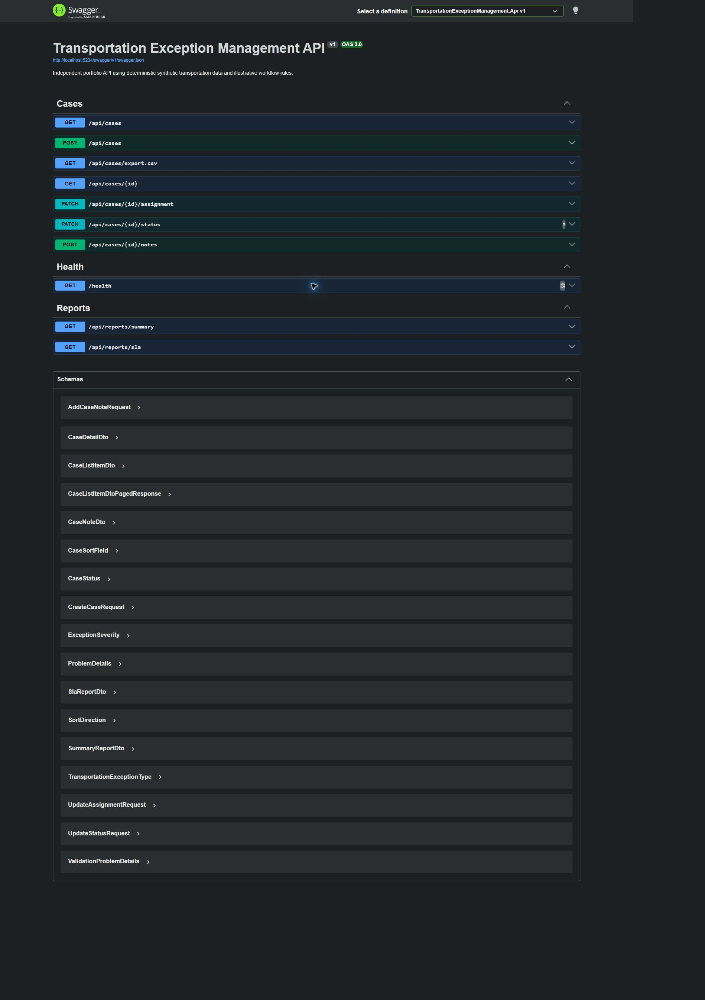 Swagger.
Supported by SMARTBEAR
Select a definition
TransportationExceptionManagement.Api v1
Transportation Exception Management API v1 OAS 3.0
http://localhost:5234/swagger/v1/swagger.json
Independent portfolio API using deterministic synthetic transportation data and illustrative workflow rules.
Cases
GET /api/cases
POST /api/cases
GET /api/cases/export.csv
GET /api/cases/{id}
PATCH /api/cases/{id}/assignment
PATCH /api/cases/{id}/status
POST /api/cases/{id}/notes
Health
GET /health
Reports
GET /api/reports/summary
GET /api/reports/sla
Schemas
AddCaseNoteRequest
CaseDetailDto
CaseListItemDto
CaseListItemDtoPagedResponse
CaseNoteDto
CaseSortField
CaseStatus
CreateCaseRequest
ExceptionSeverity
ProblemDetails
SlaReportDto
SortDirection
SummaryReportDto
TransportationExceptionType
UpdateAssignmentRequest
UpdateStatusRequest
ValidationProblemDetails